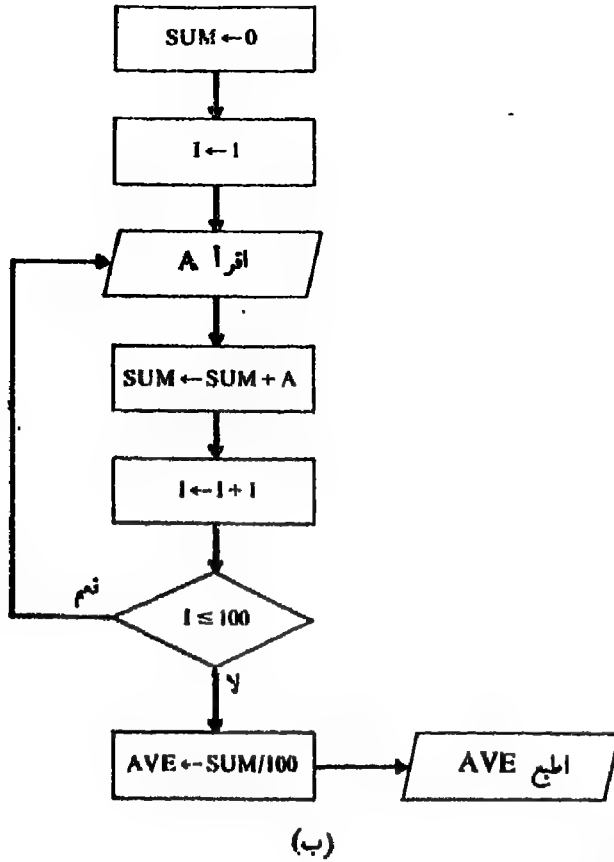 SUM ← 0
I ← 1
اقرأ A
SUM ← SUM + A
I ← I + 1
نعم
I ≤ 100
لا
AVE ← SUM/100
اطبع AVE
(ب)